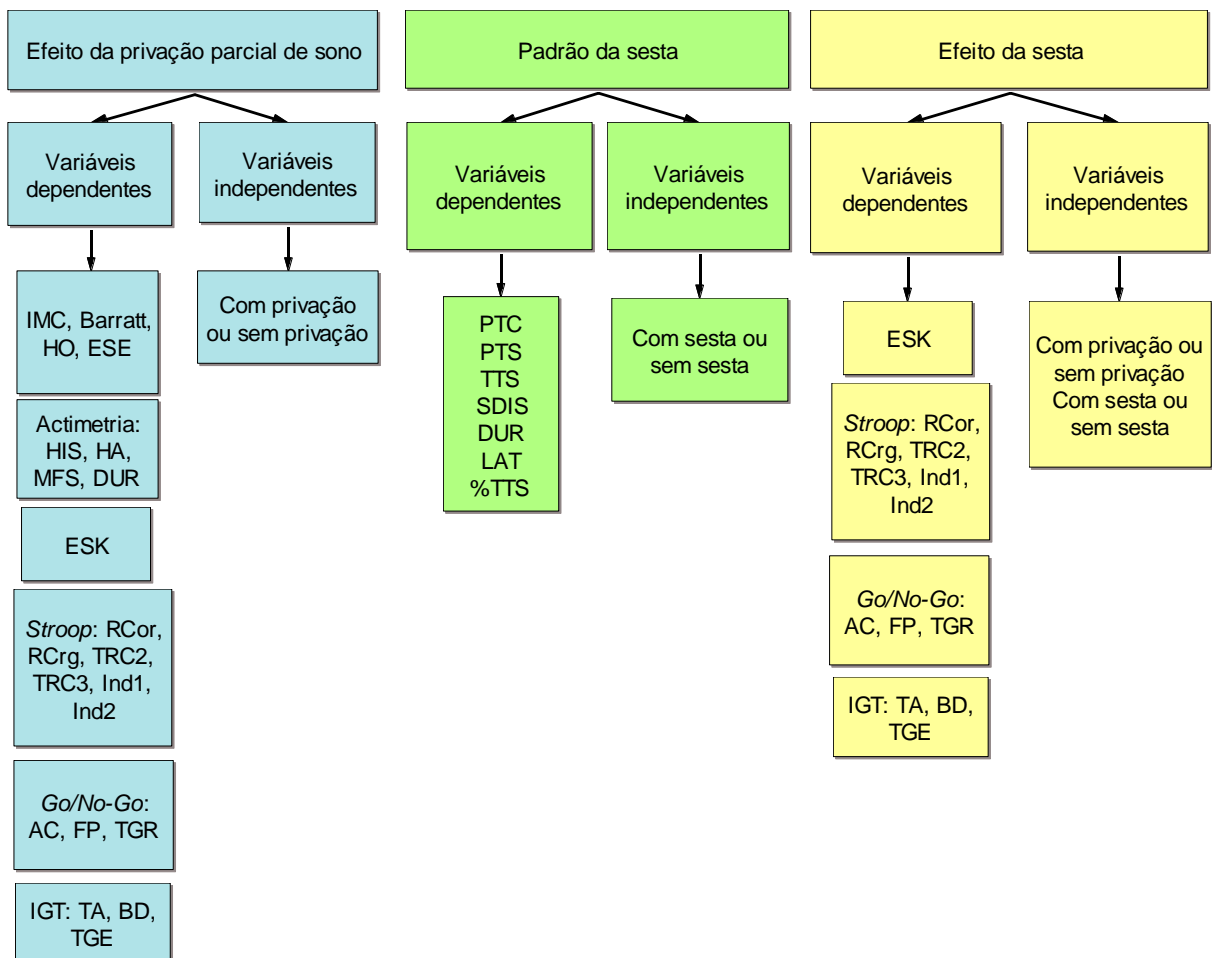 Efeito da privação parcial de sono
Variáveis
dependentes
Variáveis
independentes
IMC, Barratt,
HO, ESE
Com privação
ou sem privação
Actimetria:
HIS, HA,
MFS, DUR
ESK
Stroop: RCor,
RCrg, TRC2,
TRC3, Ind1,
Ind2
Go/No-Go:
AC, FP, TGR
IGT: TA, BD,
TGE
Padrão da sesta
Variáveis
dependentes
Variáveis
independentes
PTC
PTS
TTS
SDIS
DUR
LAT
%TTS
Com sesta ou
sem sesta
Efeito da sesta
Variáveis
dependentes
Variáveis
independentes
ESK
Stroop: RCor,
RCrg, TRC2,
TRC3, Ind1,
Ind2
Go/No-Go:
AC, FP, TGR
IGT: TA, BD,
TGE
Com privação ou
sem privação
Com sesta ou
sem sesta